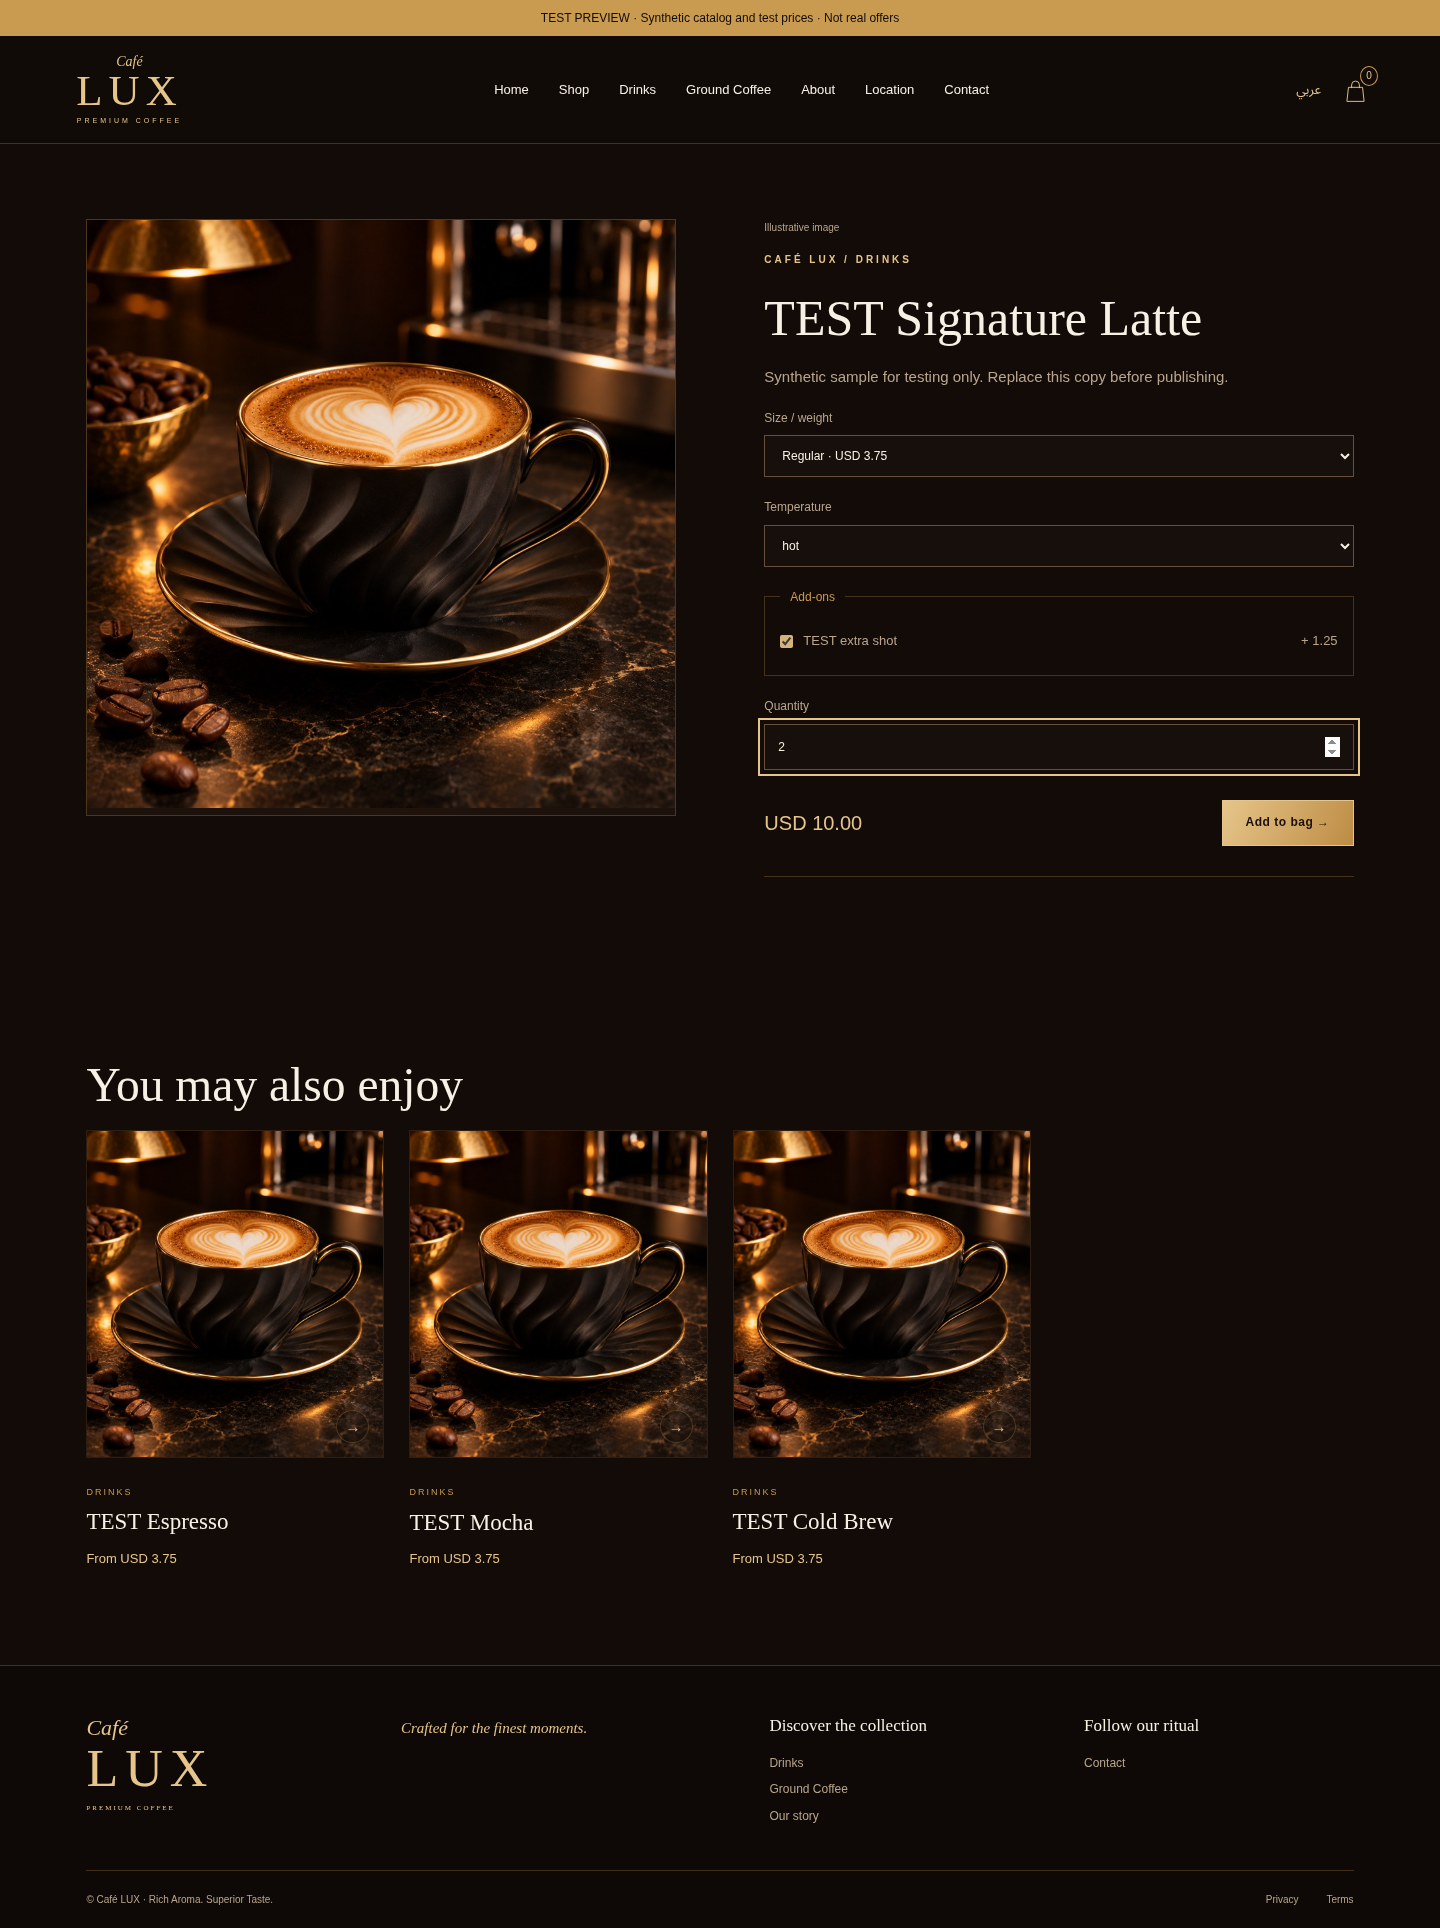 TEST PREVIEW · Synthetic catalog and test prices · Not real offers
Café
LUX
PREMIUM COFFEE
Home Shop Drinks Ground Coffee About Location Contact
عربي
0
Illustrative image
CAFÉ LUX / DRINKS
TEST Signature Latte
Synthetic sample for testing only. Replace this copy before publishing.
Size / weight
Regular · USD 3.75
Temperature
hot
Add-ons
TEST extra shot + 1.25
Quantity
2
USD 10.00
Add to bag →
You may also enjoy
→ → →
DRINKS DRINKS DRINKS
TEST Espresso TEST Mocha TEST Cold Brew
From USD 3.75 From USD 3.75 From USD 3.75
Café
LUX
PREMIUM COFFEE
Crafted for the finest moments.
Discover the collection
Drinks
Ground Coffee
Our story
Follow our ritual
Contact
© Café LUX · Rich Aroma. Superior Taste.
Privacy Terms